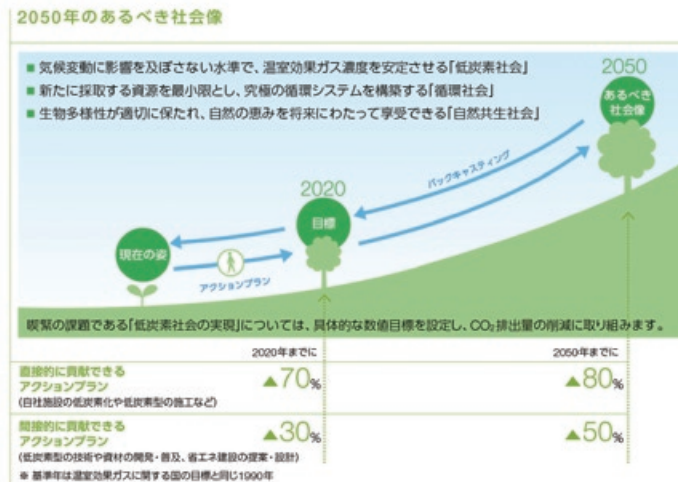 2050年のあるべき社会像
■ 気候変動に影響を及ぼさない水準で、温室効果ガス濃度を安定させる「低炭素社会」
■ 新たに採取する資源を最小限とし、究極の循環システムを構築する「循環社会」
■ 生物多様性が適切に保たれ、自然の恵みを将来にわたって享受できる「自然共生社会」
2050
あるべき
社会像
バックキャスティング
2020
目標
現在の姿
アクションプラン
喫緊の課題である「低炭素社会の実現」については、具体的な数値目標を設定し、CO₂排出量の削減に取り組みます。
2020年までに
2050年までに
直接的に貢献できる
アクションプラン
(自社施設の低炭素化や低炭素型の施工など)
▲70%
▲80%
間接的に貢献できる
アクションプラン
(低炭素型の技術や資材の開発・普及、省エネ建設の提案・設計)
▲30%
▲50%
※ 基準年は温室効果ガスに関する国の目標と同じ1990年